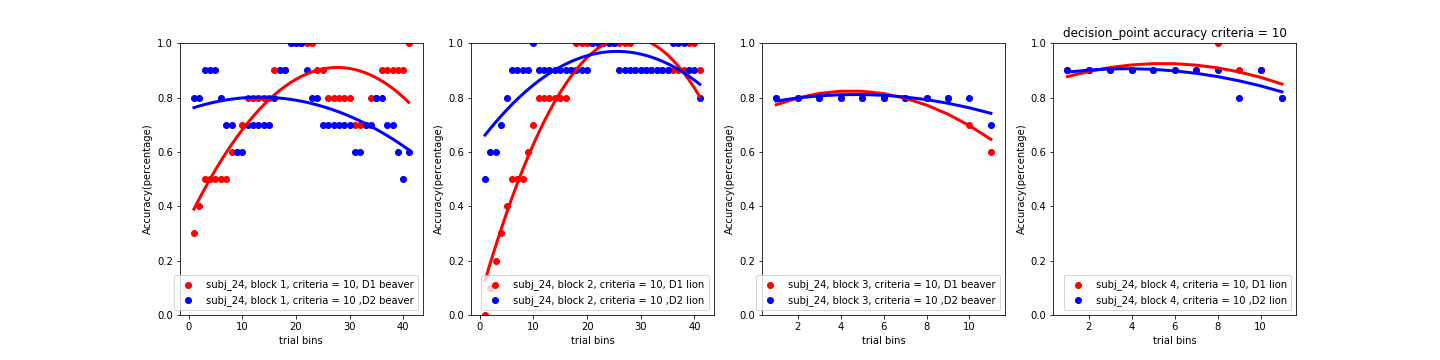 decision_point accuracy criteria = 10
1.0
0.8
0.6
0.4
0.2
0.0
Accuracy(percentage)
subj_24, block 1, criteria = 10, D1 beaver
subj_24, block 1, criteria = 10 ,D2 beaver
0 10 20 30 40
trial bins
1.0
0.8
0.6
0.4
0.2
0.0
Accuracy(percentage)
subj_24, block 2, criteria = 10, D1 lion
subj_24, block 2, criteria = 10 ,D2 lion
0 10 20 30 40
trial bins
1.0
0.8
0.6
0.4
0.2
0.0
Accuracy(percentage)
subj_24, block 3, criteria = 10, D1 beaver
subj_24, block 3, criteria = 10 ,D2 beaver
2 4 6 8 10
trial bins
1.0
0.8
0.6
0.4
0.2
0.0
Accuracy(percentage)
subj_24, block 4, criteria = 10, D1 lion
subj_24, block 4, criteria = 10 ,D2 lion
2 4 6 8 10
trial bins